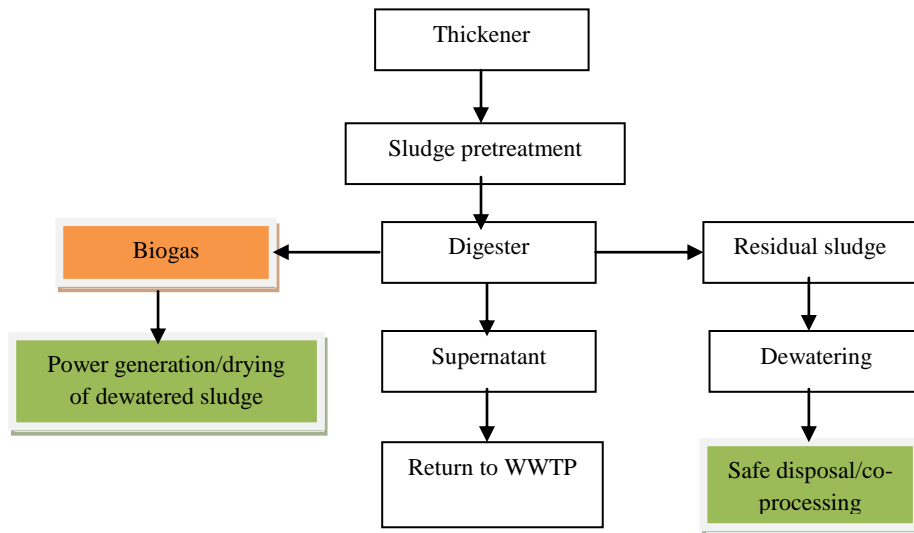 Thickener
Sludge pretreatment
Biogas
Digester
Residual sludge
Power generation/drying
of dewatered sludge
Supernatant
Dewatering
Return to WWTP
Safe disposal/co-
processing